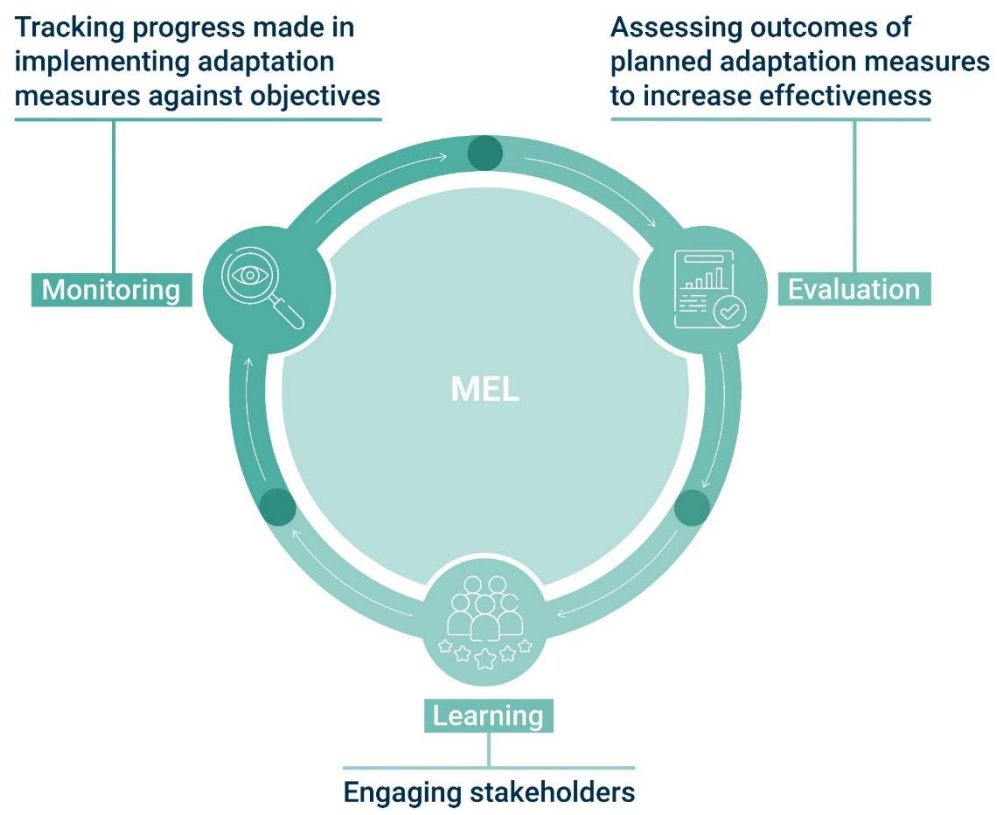 Tracking progress made in
implementing adaptation
measures against objectives
Assessing outcomes of
planned adaptation measures
to increase effectiveness
Monitoring
Evaluation
MEL
Learning
Engaging stakeholders